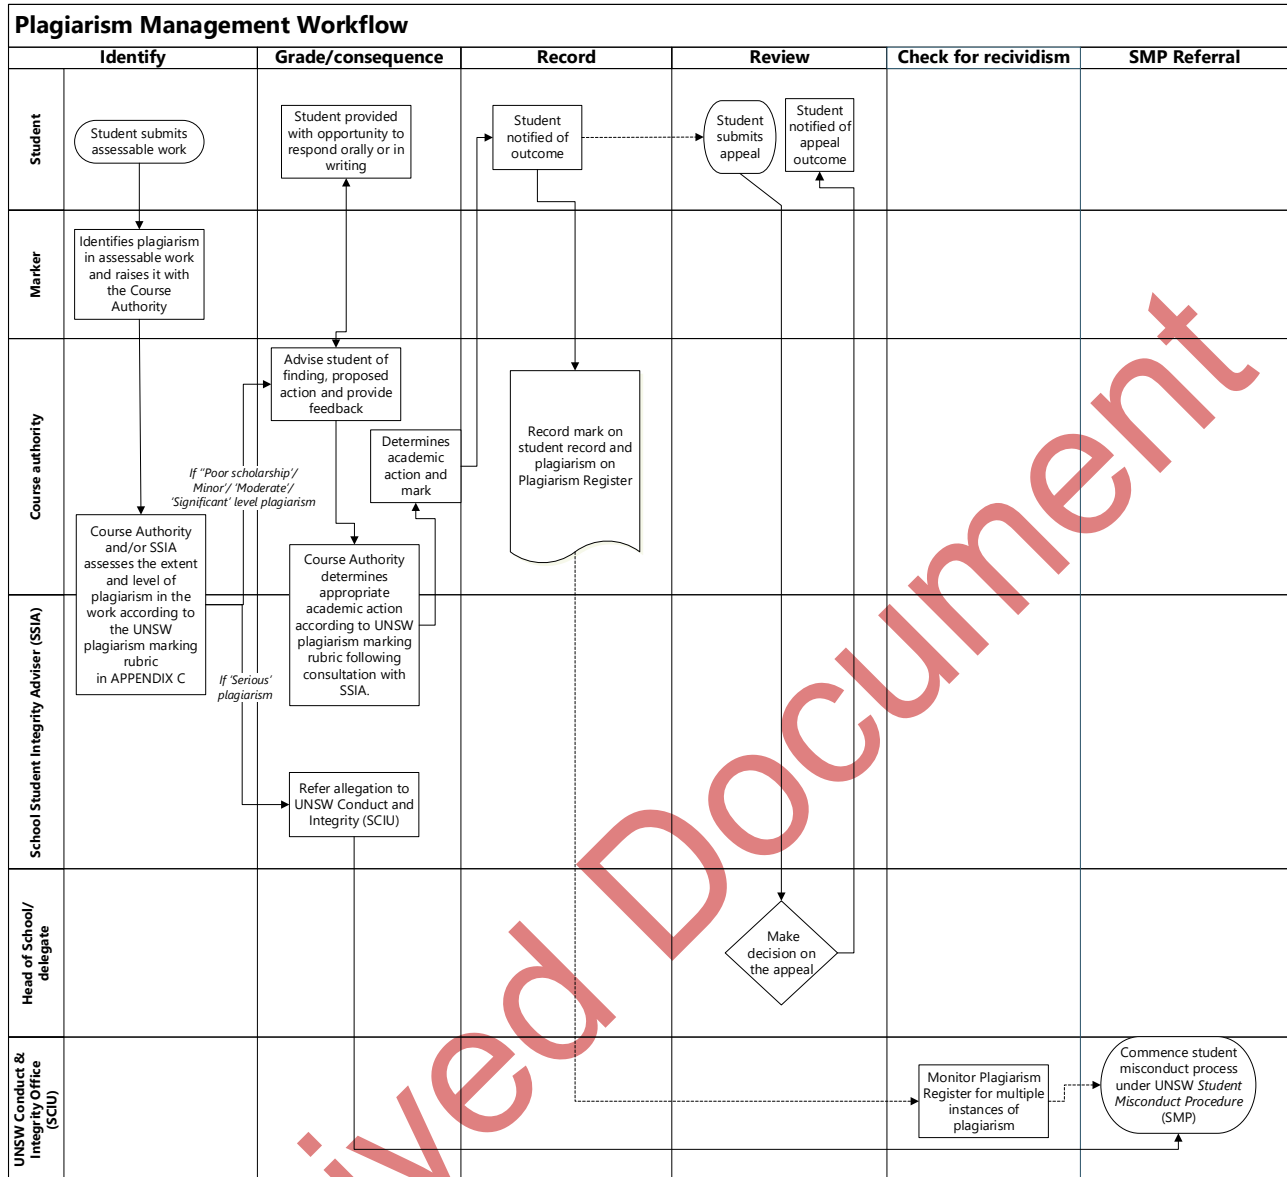 Plagiarism Management Workflow
Identify
Grade/consequence
Record
Review
Check for recividism
SMP Referral
Student
Student submits
assessable work
Student provided
with opportunity to
respond orally or in
writing
Student
notified of
outcome
Student
submits
appeal
Student
notified of
appeal
outcome
Marker
Identifies plagiarism
in assessable work
and raises it with
the Course
Authority
Course authority
Advise student of
finding, proposed
action and provide
feedback
Determines
academic
action and
mark
Record mark on
student record and
plagiarism on
Plagiarism Register
If "Poor scholarship'/
Minor'/ 'Moderate'/
'Significant' level plagiarism
Course Authority
and/or SSIA
assesses the extent
and level of
plagiarism in the
work according to
the UNSW
plagiarism marking
rubric
in APPENDIX C
Course Authority
determines
appropriate
academic action
according to UNSW
plagiarism marking
rubric following
consultation with
SSIA.
School Student Integrity Adviser (SSIA)
If 'Serious'
plagiarism
Refer allegation to
UNSW Conduct and
Integrity (SCIU)
Head of School/
delegate
Make
decision on
the appeal
UNSW Conduct &
Integrity Office
(SCIU)
Monitor Plagiarism
Register for multiple
instances of
plagiarism
Commence student
misconduct process
under UNSW Student
Misconduct Procedure
(SMP)
ived Document